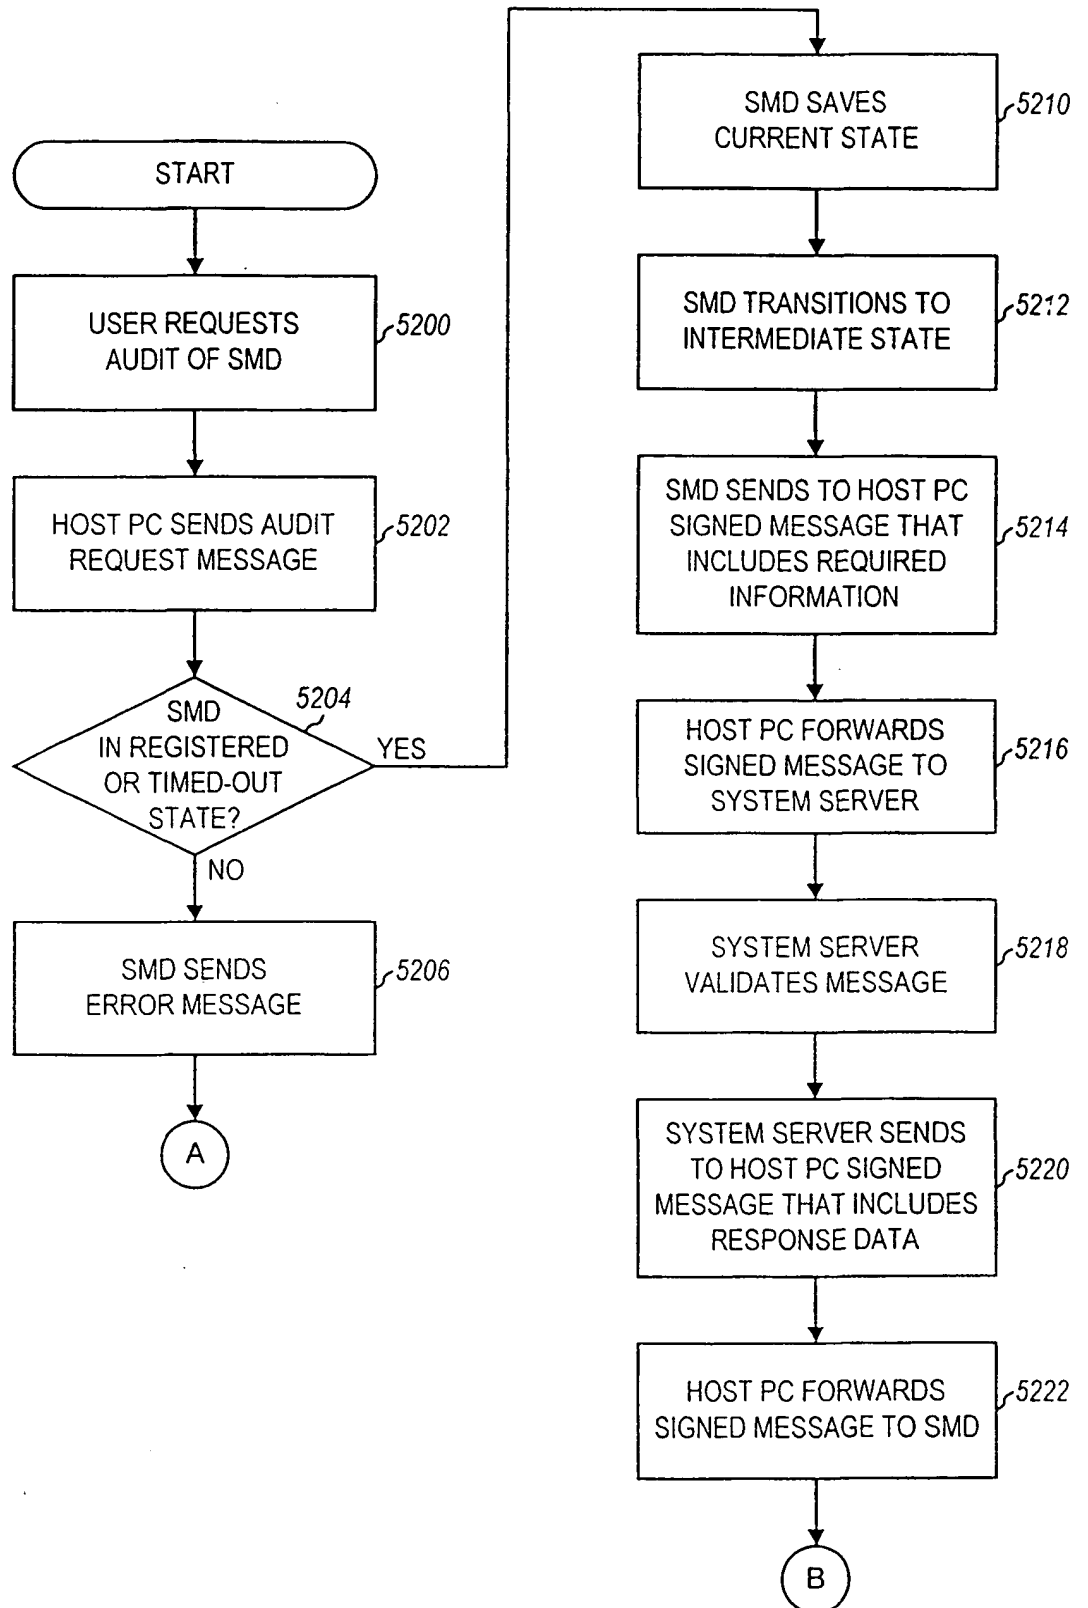 START
USER REQUESTS
AUDIT OF SMD
5200
HOST PC SENDS AUDIT
REQUEST MESSAGE
5202
SMD
IN REGISTERED
OR TIMED-OUT
STATE?
5204
YES
NO
SMD SENDS
ERROR MESSAGE
5206
A
SMD SAVES
CURRENT STATE
5210
SMD TRANSITIONS TO
INTERMEDIATE STATE
5212
SMD SENDS TO HOST PC
SIGNED MESSAGE THAT
INCLUDES REQUIRED
INFORMATION
5214
HOST PC FORWARDS
SIGNED MESSAGE TO
SYSTEM SERVER
5216
SYSTEM SERVER
VALIDATES MESSAGE
5218
SYSTEM SERVER SENDS
TO HOST PC SIGNED
MESSAGE THAT INCLUDES
RESPONSE DATA
5220
HOST PC FORWARDS
SIGNED MESSAGE TO SMD
5222
B